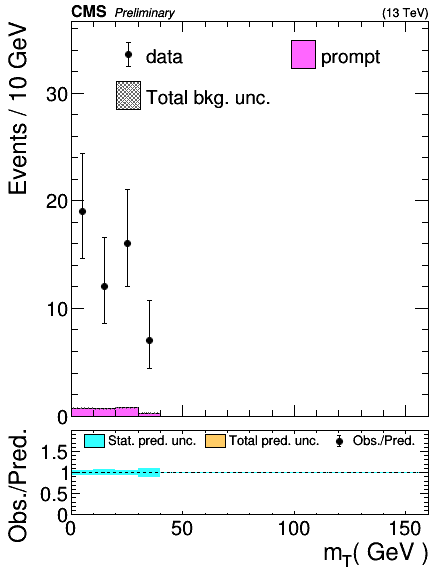 CMS Preliminary (13 TeV)
data
prompt
Total bkg. unc.
Events / 10 GeV
30
20
10
0
Stat. pred. unc. Total pred. unc. Obs./Pred.
Obs./Pred.
1.5
1
0.5
0
0 50 100 150
m_T( GeV )